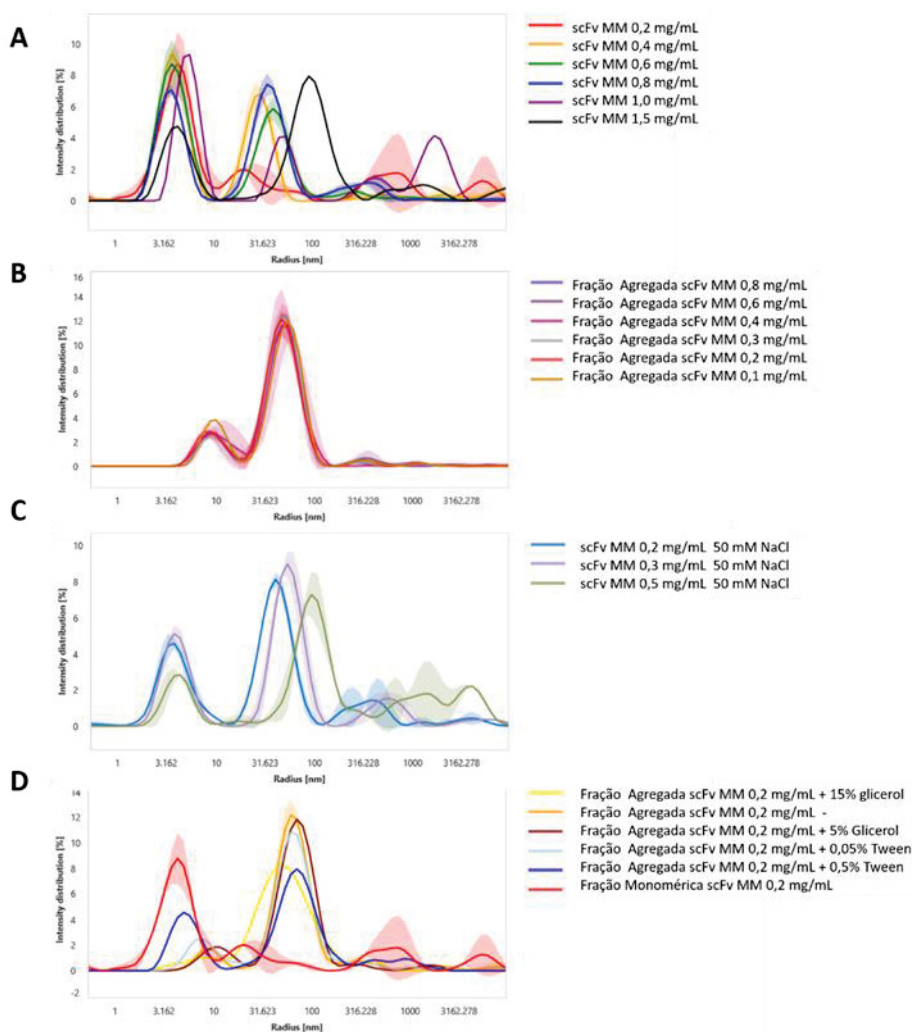 A
Intensity distribution [%]
10
8
6
4
2
0
1 3.162 10 31.623 100 316.228 1000 3162.278
Radius [nm]
scFv MM 0,2 mg/mL
scFv MM 0,4 mg/mL
scFv MM 0,6 mg/mL
scFv MM 0,8 mg/mL
scFv MM 1,0 mg/mL
scFv MM 1,5 mg/mL
B
Intensity distribution [%]
16
14
12
10
8
6
4
2
0
1 3.162 10 31.623 100 316.228 1000 3162.278
Radius [nm]
Fração Agregada scFv MM 0,8 mg/mL
Fração Agregada scFv MM 0,6 mg/mL
Fração Agregada scFv MM 0,4 mg/mL
Fração Agregada scFv MM 0,3 mg/mL
Fração Agregada scFv MM 0,2 mg/mL
Fração Agregada scFv MM 0,1 mg/mL
C
Intensity distribution [%]
10
8
6
4
2
0
1 3.162 10 31.623 100 316.228 1000 3162.278
Radius [nm]
scFv MM 0,2 mg/mL 50 mM NaCl
scFv MM 0,3 mg/mL 50 mM NaCl
scFv MM 0,5 mg/mL 50 mM NaCl
D
Intensity distribution [%]
14
12
10
8
6
4
2
0
-2
1 3.162 10 31.623 100 316.228 1000 3162.278
Radius [nm]
Fração Agregada scFv MM 0,2 mg/mL + 15% glicerol
Fração Agregada scFv MM 0,2 mg/mL -
Fração Agregada scFv MM 0,2 mg/mL + 5% Glicerol
Fração Agregada scFv MM 0,2 mg/mL + 0,05% Tween
Fração Agregada scFv MM 0,2 mg/mL + 0,5% Tween
Fração Monomérica scFv MM 0,2 mg/mL